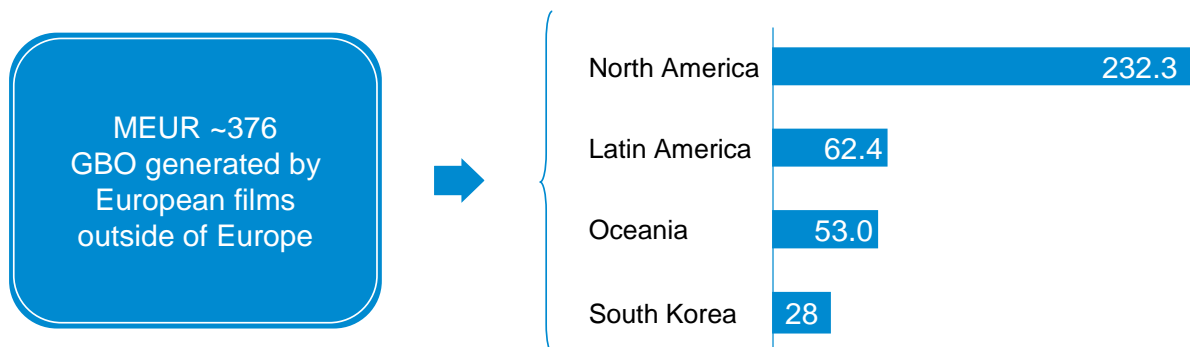 MEUR ~376
GBO generated by
European films
outside of Europe
North America 232.3
Latin America 62.4
Oceania 53.0
South Korea 28